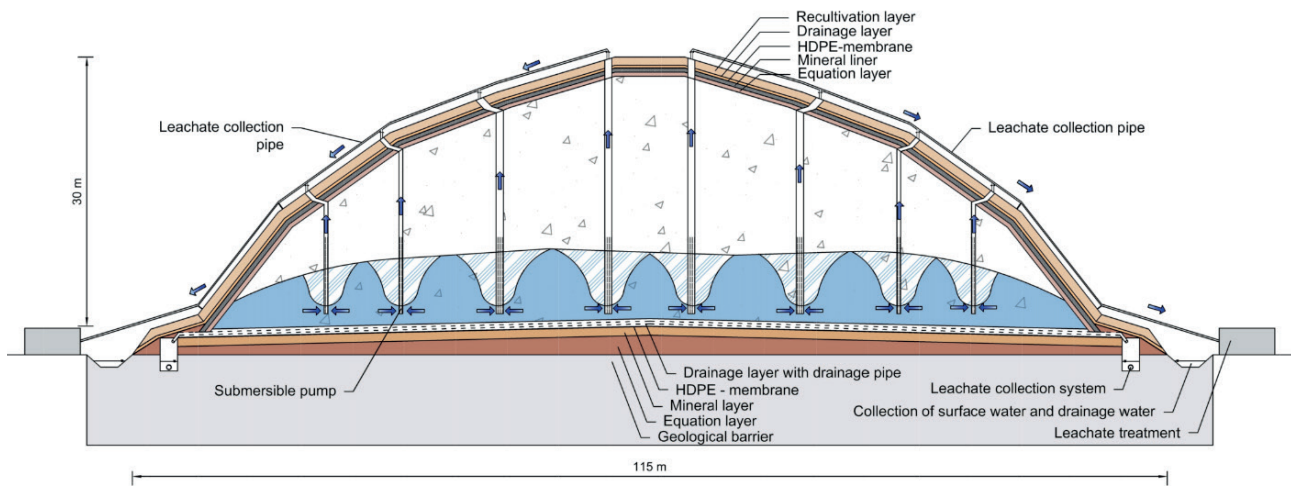 Recultivation layer
Drainage layer
HDPE-membrane
Mineral liner
Equation layer
Leachate collection
pipe
Leachate collection pipe
30 m
Submersible pump
Drainage layer with drainage pipe
HDPE - membrane
Mineral layer
Equation layer
Geological barrier
Leachate collection system
Collection of surface water and drainage water
Leachate treatment
115 m